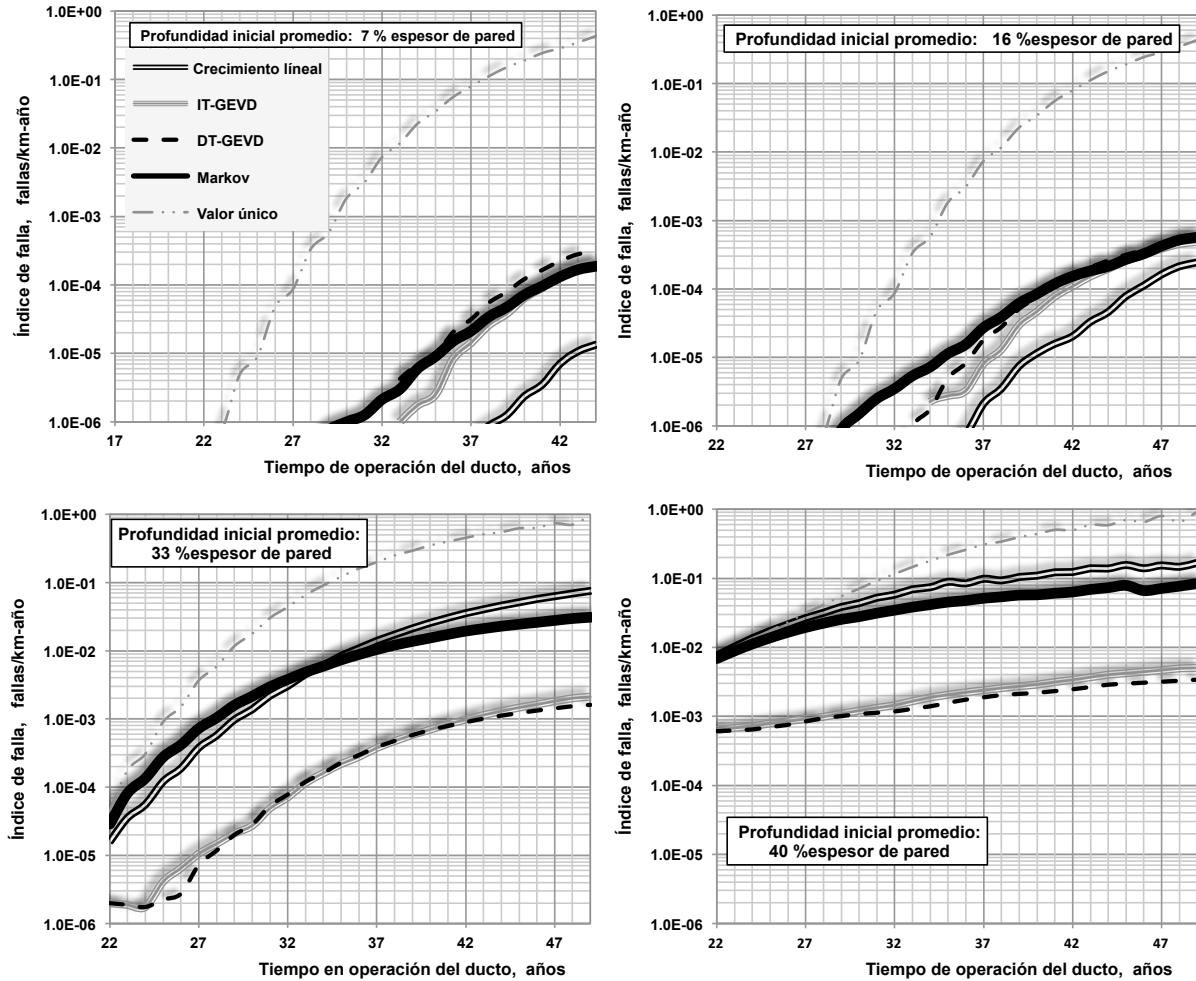 Profundidad inicial promedio: 7 % espesor de pared
Crecimiento líneal
IT-GEVD
DT-GEVD
Markov
Valor único
Índice de falla, fallas/km-año
1.0E+00
1.0E-01
1.0E-02
1.0E-03
1.0E-04
1.0E-05
1.0E-06
17 22 27 32 37 42
Tiempo de operación del ducto, años
Profundidad inicial promedio: 16 %espesor de pared
Indice de falla, fallas/km-año
1.0E+00
1.0E-01
1.0E-02
1.0E-03
1.0E-04
1.0E-05
1.0E-06
22 27 32 37 42 47
Tiempo de operación del ducto, años
Profundidad inicial promedio:
33 %espesor de pared
Índice de falla, fallas/km-año
1.0E+00
1.0E-01
1.0E-02
1.0E-03
1.0E-04
1.0E-05
1.0E-06
22 27 32 37 42 47
Tiempo en operación del ducto, años
Profundidad inicial promedio:
40 %espesor de pared
Índice de falla, fallas/km-año
1.0E+00
1.0E-01
1.0E-02
1.0E-03
1.0E-04
1.0E-05
1.0E-06
22 27 32 37 42 47
Tiempo de operación del ducto, años